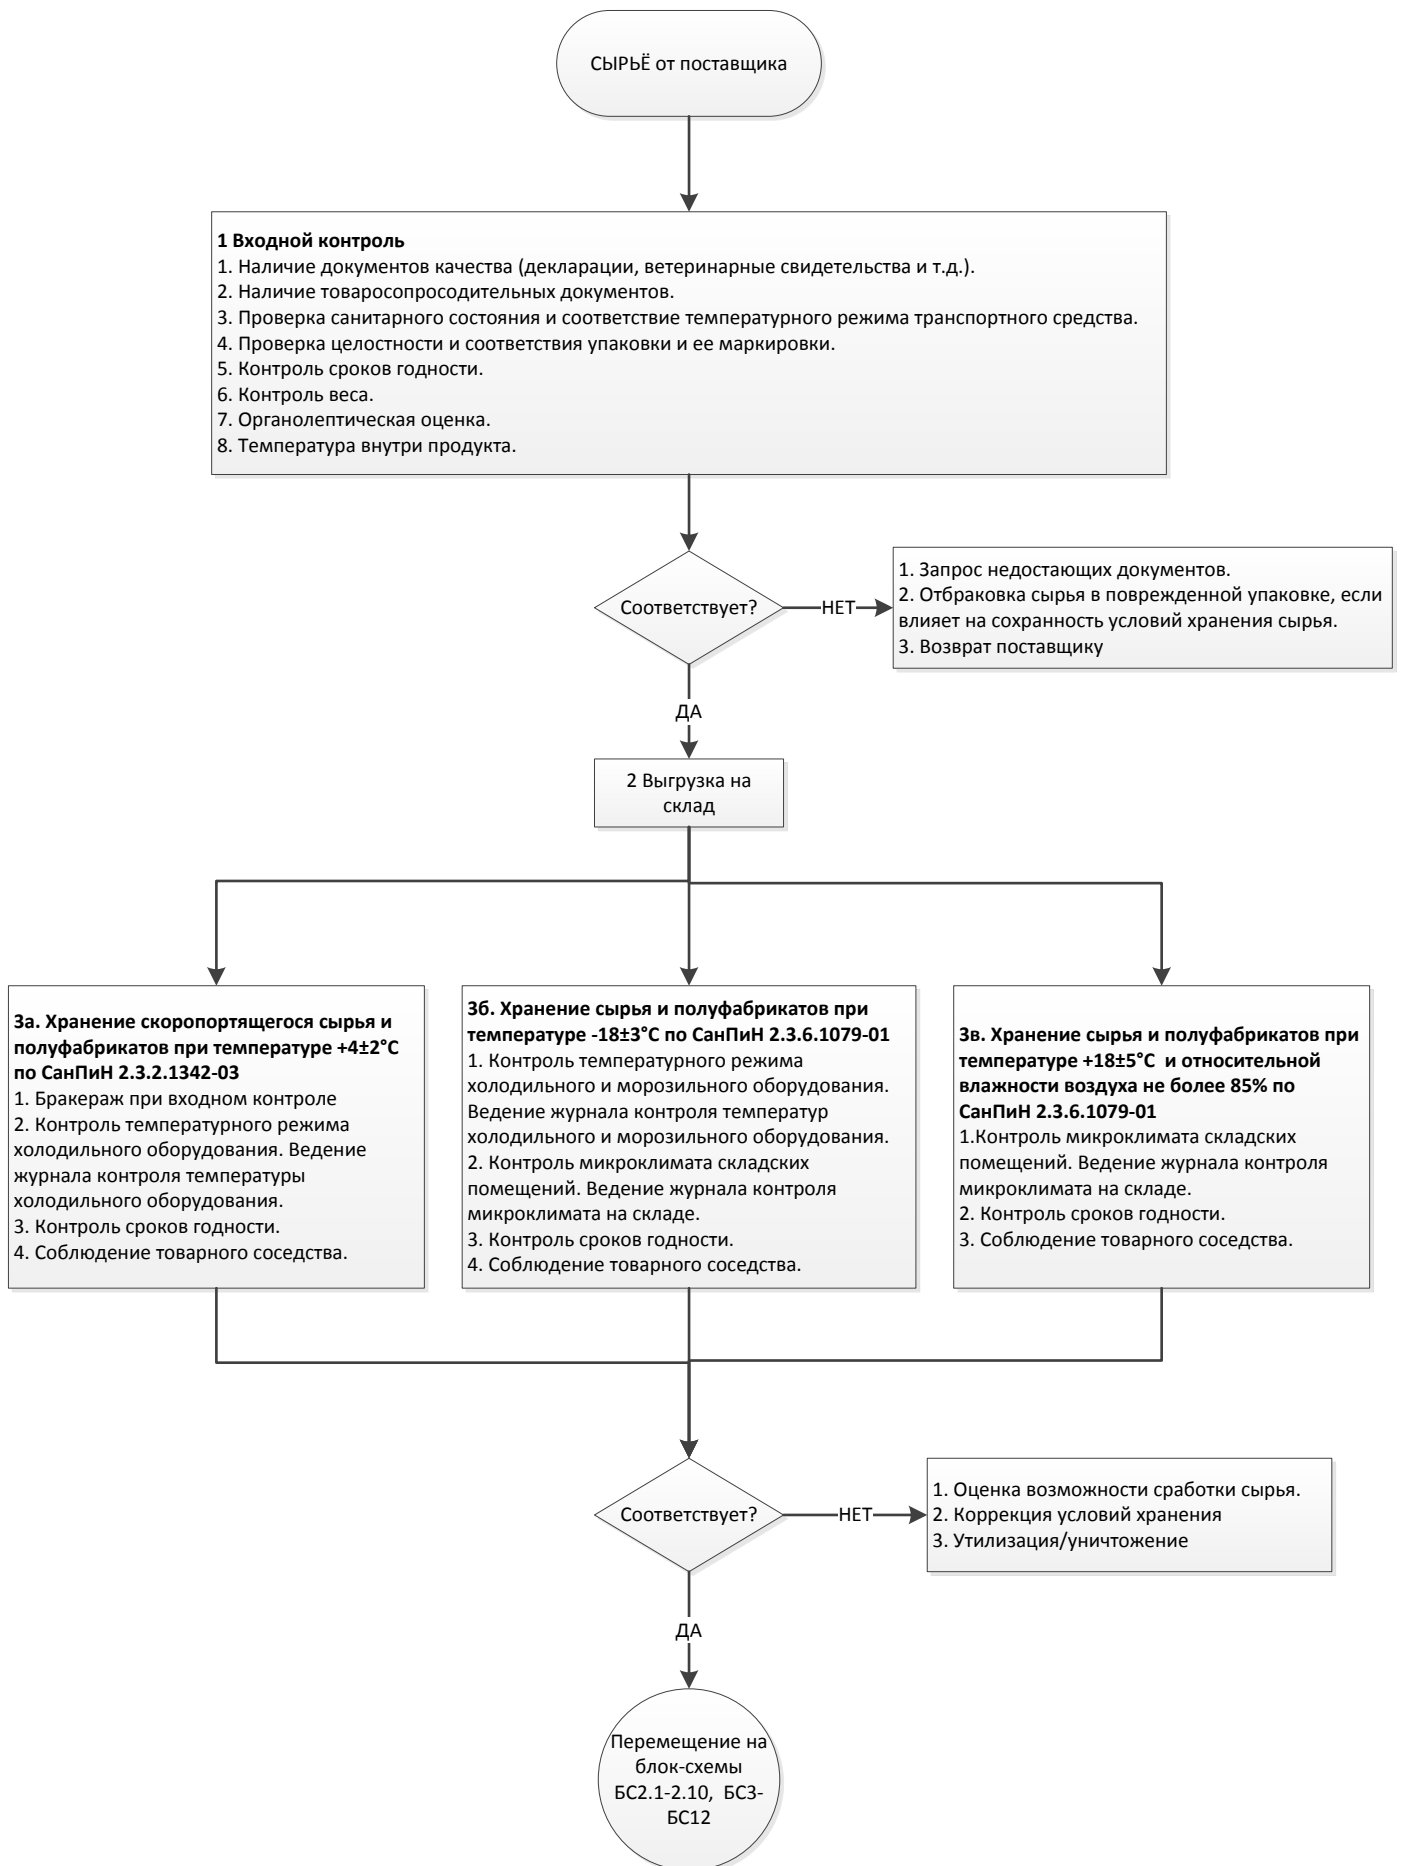 СЫРЬЁ от поставщика
1 Входной контроль
1. Наличие документов качества (декларации, ветеринарные свидетельства и т.д.).
2. Наличие товаросопросодительных документов.
3. Проверка санитарного состояния и соответствие температурного режима транспортного средства.
4. Проверка целостности и соответствия упаковки и ее маркировки.
5. Контроль сроков годности.
6. Контроль веса.
7. Органолептическая оценка.
8. Температура внутри продукта.
Соответствует?
НЕТ
1. Запрос недостающих документов.
2. Отбраковка сырья в поврежденной упаковке, если
влияет на сохранность условий хранения сырья.
3. Возврат поставщику
ДА
2 Выгрузка на
склад
3а. Хранение скоропортящегося сырья и
полуфабрикатов при температуре +4±2°С
по СанПиН 2.3.2.1342-03
1. Бракераж при входном контроле
2. Контроль температурного режима
холодильного оборудования. Ведение
журнала контроля температуры
холодильного оборудования.
3. Контроль сроков годности.
4. Соблюдение товарного соседства.
3б. Хранение сырья и полуфабрикатов при
температуре -18±3°С по СанПиН 2.3.6.1079-01
1. Контроль температурного режима
холодильного и морозильного оборудования.
Ведение журнала контроля температур
холодильного и морозильного оборудования.
2. Контроль микроклимата складских
помещений. Ведение журнала контроля
микроклимата на складе.
3. Контроль сроков годности.
4. Соблюдение товарного соседства.
3в. Хранение сырья и полуфабрикатов при
температуре +18±5°С и относительной
влажности воздуха не более 85% по
СанПиН 2.3.6.1079-01
1.Контроль микроклимата складских
помещений. Ведение журнала контроля
микроклимата на складе.
2. Контроль сроков годности.
3. Соблюдение товарного соседства.
Соответствует?
НЕТ
1. Оценка возможности сработки сырья.
2. Коррекция условий хранения
3. Утилизация/уничтожение
ДА
Перемещение на
блок-схемы
БС2.1-2.10, БС3-
БС12